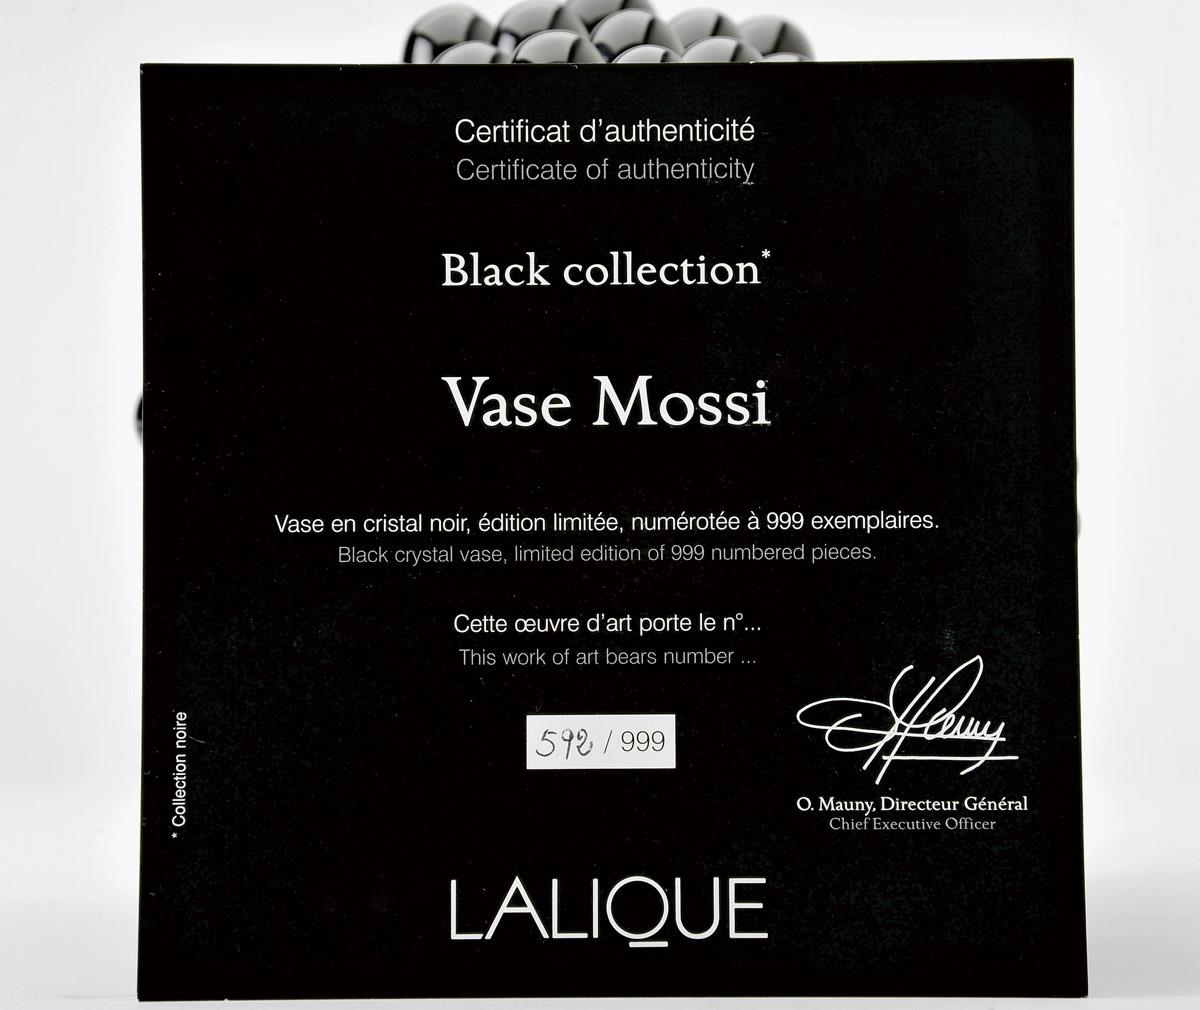 Certificat d'authenticité
Certificate of authenticity
Black collection*
Vase Mossi
Vase en cristal noir, édition limitée, numérotée à 999 exemplaires.
Black crystal vase, limited edition of 999 numbered pieces.
Cette œuvre d'art porte le n°...
This work of art bears number ...
592 / 999
* Collection noire
O. Mauny, Directeur Général
Chief Executive Officer
LALIQUE